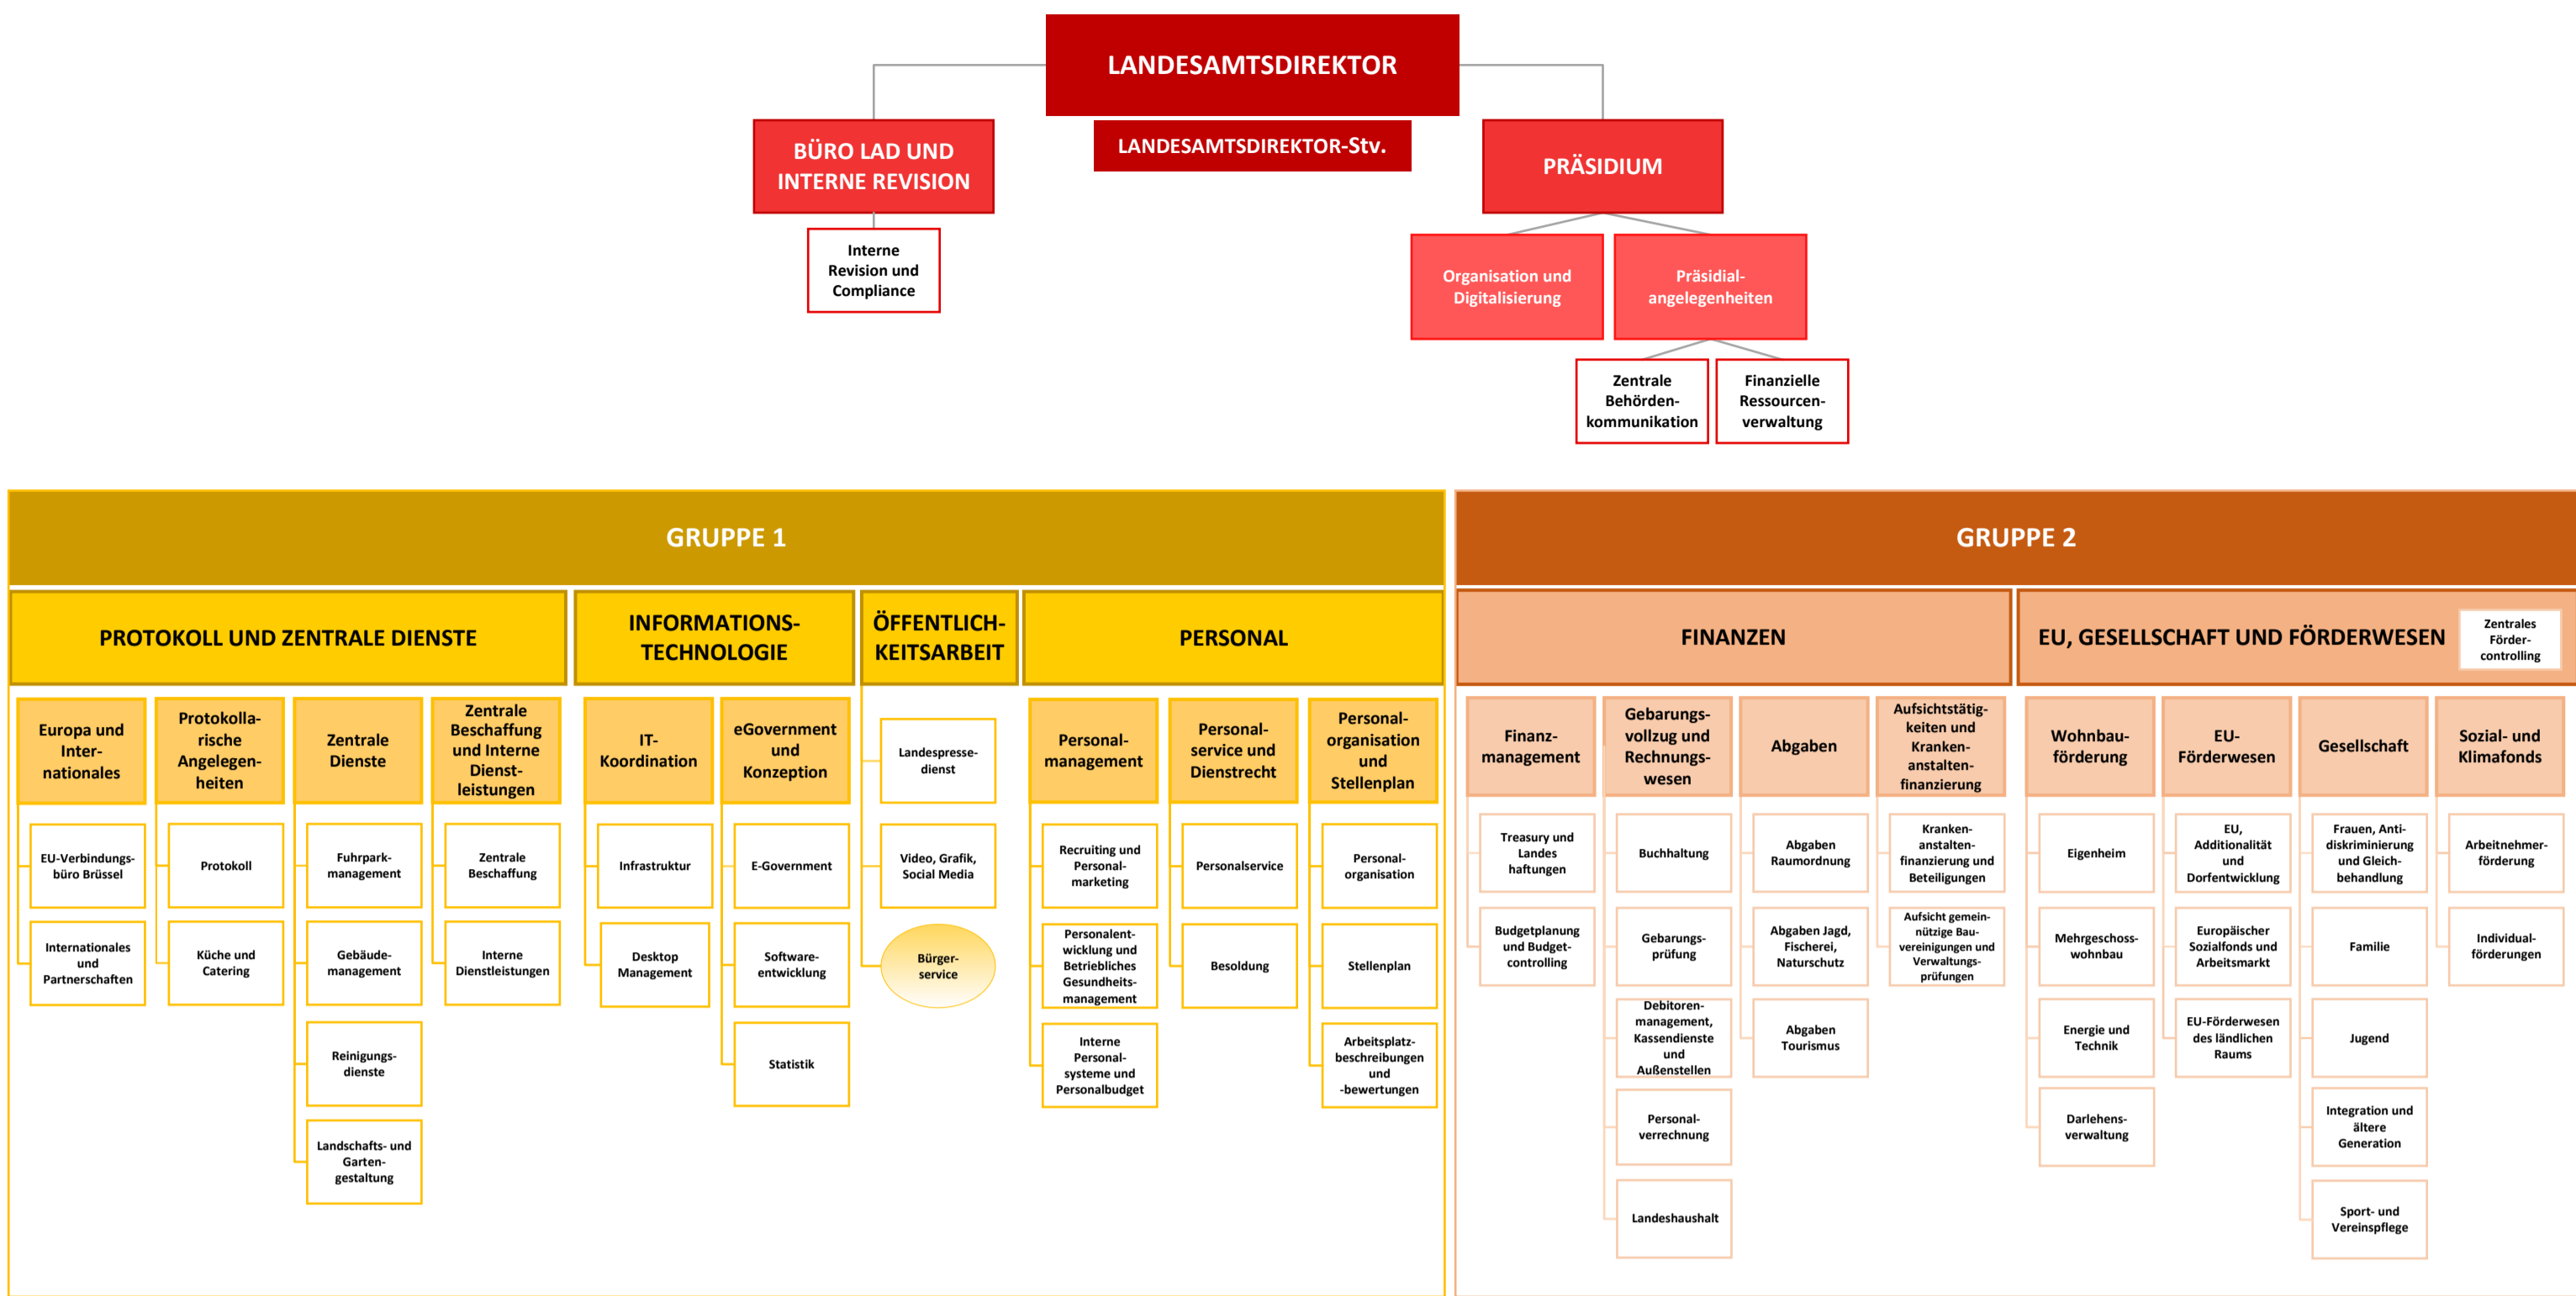 LANDESAMTSDIREKTOR
LANDESAMTSDIREKTOR-Stv.
BÜRO LAD UND
INTERNE REVISION
Interne
Revision und
Compliance
PRÄSIDIUM
Organisation und
Digitalisierung
Präsidial-
angelegenheiten
Zentrale
Behörden-
kommunikation
Finanzielle
Ressourcen-
verwaltung
GRUPPE 1
PROTOKOLL UND ZENTRALE DIENSTE
Europa und
Inter-
nationales
EU-Verbindungs-
büro Brüssel
Internationales
und
Partnerschaften
Protokolla-
rische
Angelegen-
heiten
Protokoll
Küche und
Catering
Zentrale
Dienste
Fuhrpark-
management
Gebäude-
management
Reinigungs-
dienste
Landschafts- und
Garten-
gestaltung
Zentrale
Beschaffung
und Interne
Dienst-
leistungen
Zentrale
Beschaffung
Interne
Dienstleistungen
INFORMATIONS-
TECHNOLOGIE
IT-
Koordination
Infrastruktur
Desktop
Management
eGovernment
und
Konzeption
E-Government
Software-
entwicklung
Statistik
ÖFFENTLICH-
KEITSARBEIT
Landespresse-
dienst
Video, Grafik,
Social Media
Bürger-
service
PERSONAL
Personal-
management
Recruiting und
Personal-
marketing
Personalent-
wicklung und
Betriebliches
Gesundheits-
management
Interne
Personal-
systeme und
Personalbudget
Personal-
service und
Dienstrecht
Personalservice
Besoldung
Personal-
organisation
und
Stellenplan
Personal-
organisation
Stellenplan
Arbeitsplatz-
beschreibungen
und
-bewertungen
GRUPPE 2
FINANZEN
Finanz-
management
Treasury und
Landes
haftungen
Budgetplanung
und Budget-
controlling
Gebarungs-
vollzug und
Rechnungs-
wesen
Buchhaltung
Gebarungs-
prüfung
Debitoren-
management,
Kassendienste
und
Außenstellen
Personal-
verrechnung
Landeshaushalt
Abgaben
Abgaben
Raumordnung
Abgaben Jagd,
Fischerei,
Naturschutz
Abgaben
Tourismus
Aufsichtstätig-
keiten und
Kranken-
anstalten-
finanzierung
Kranken-
anstalten-
finanzierung und
Beteiligungen
Aufsicht gemein-
nützige Bau-
vereinigungen und
Verwaltungs-
prüfungen
EU, GESELLSCHAFT UND FÖRDERWESEN
Zentrales
Förder-
controlling
Wohnbau-
förderung
Eigenheim
Mehrgeschoss-
wohnbau
Energie und
Technik
Darlehens-
verwaltung
EU-
Förderwesen
EU,
Additionalität
und
Dorfentwicklung
Europäischer
Sozialfonds und
Arbeitsmarkt
EU-Förderwesen
des ländlichen
Raums
Gesellschaft
Frauen, Anti-
diskriminierung
und Gleich-
behandlung
Familie
Jugend
Integration und
ältere
Generation
Sport- und
Vereinspflege
Sozial- und
Klimafonds
Arbeitnehmer-
förderung
Individual-
förderungen